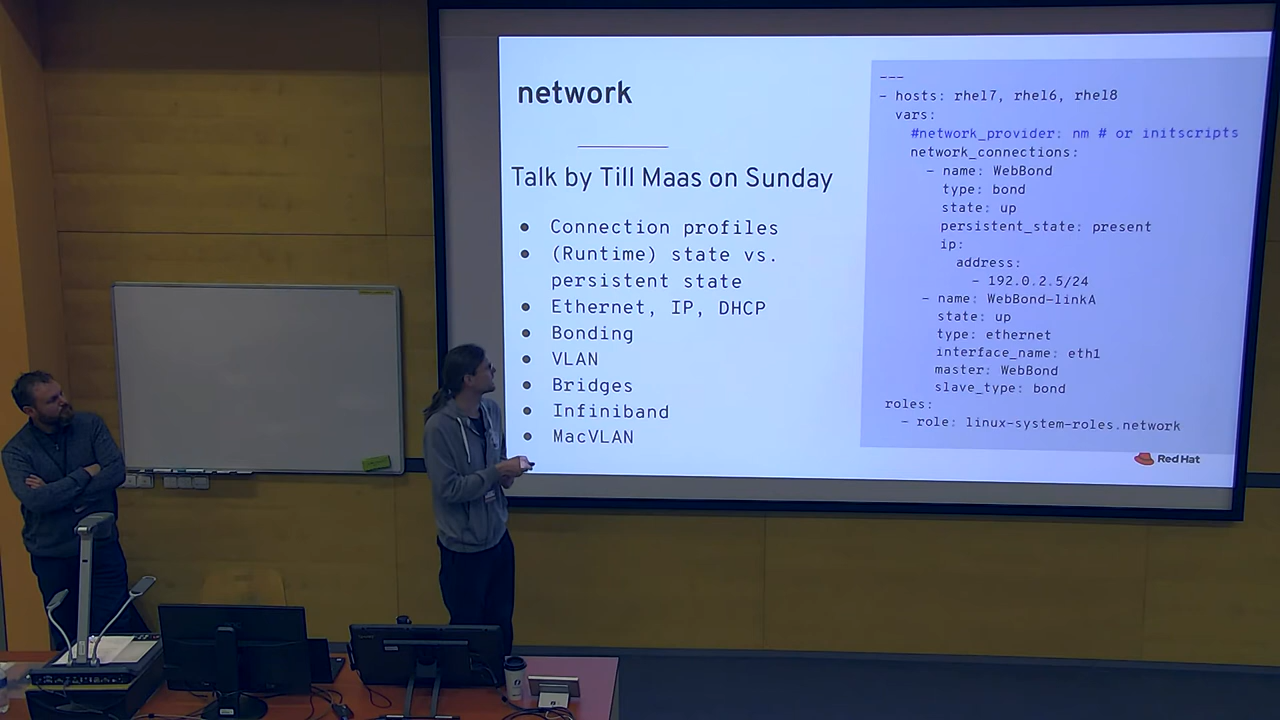 network
Talk by Till Maas on Sunday
● Connection profiles
● (Runtime) state vs.
persistent state
● Ethernet, IP, DHCP
● Bonding
● VLAN
● Bridges
● Infiniband
● MacVLAN
---
- hosts: rhel7, rhel6, rhel8
vars:
#network_provider: nm # or initscripts
network_connections:
- name: WebBond
type: bond
state: up
persistent_state: present
ip:
address:
- 192.0.2.5/24
- name: WebBond-linkA
state: up
type: ethernet
interface_name: eth1
master: WebBond
slave_type: bond
roles:
- role: linux-system-roles.network
Red Hat